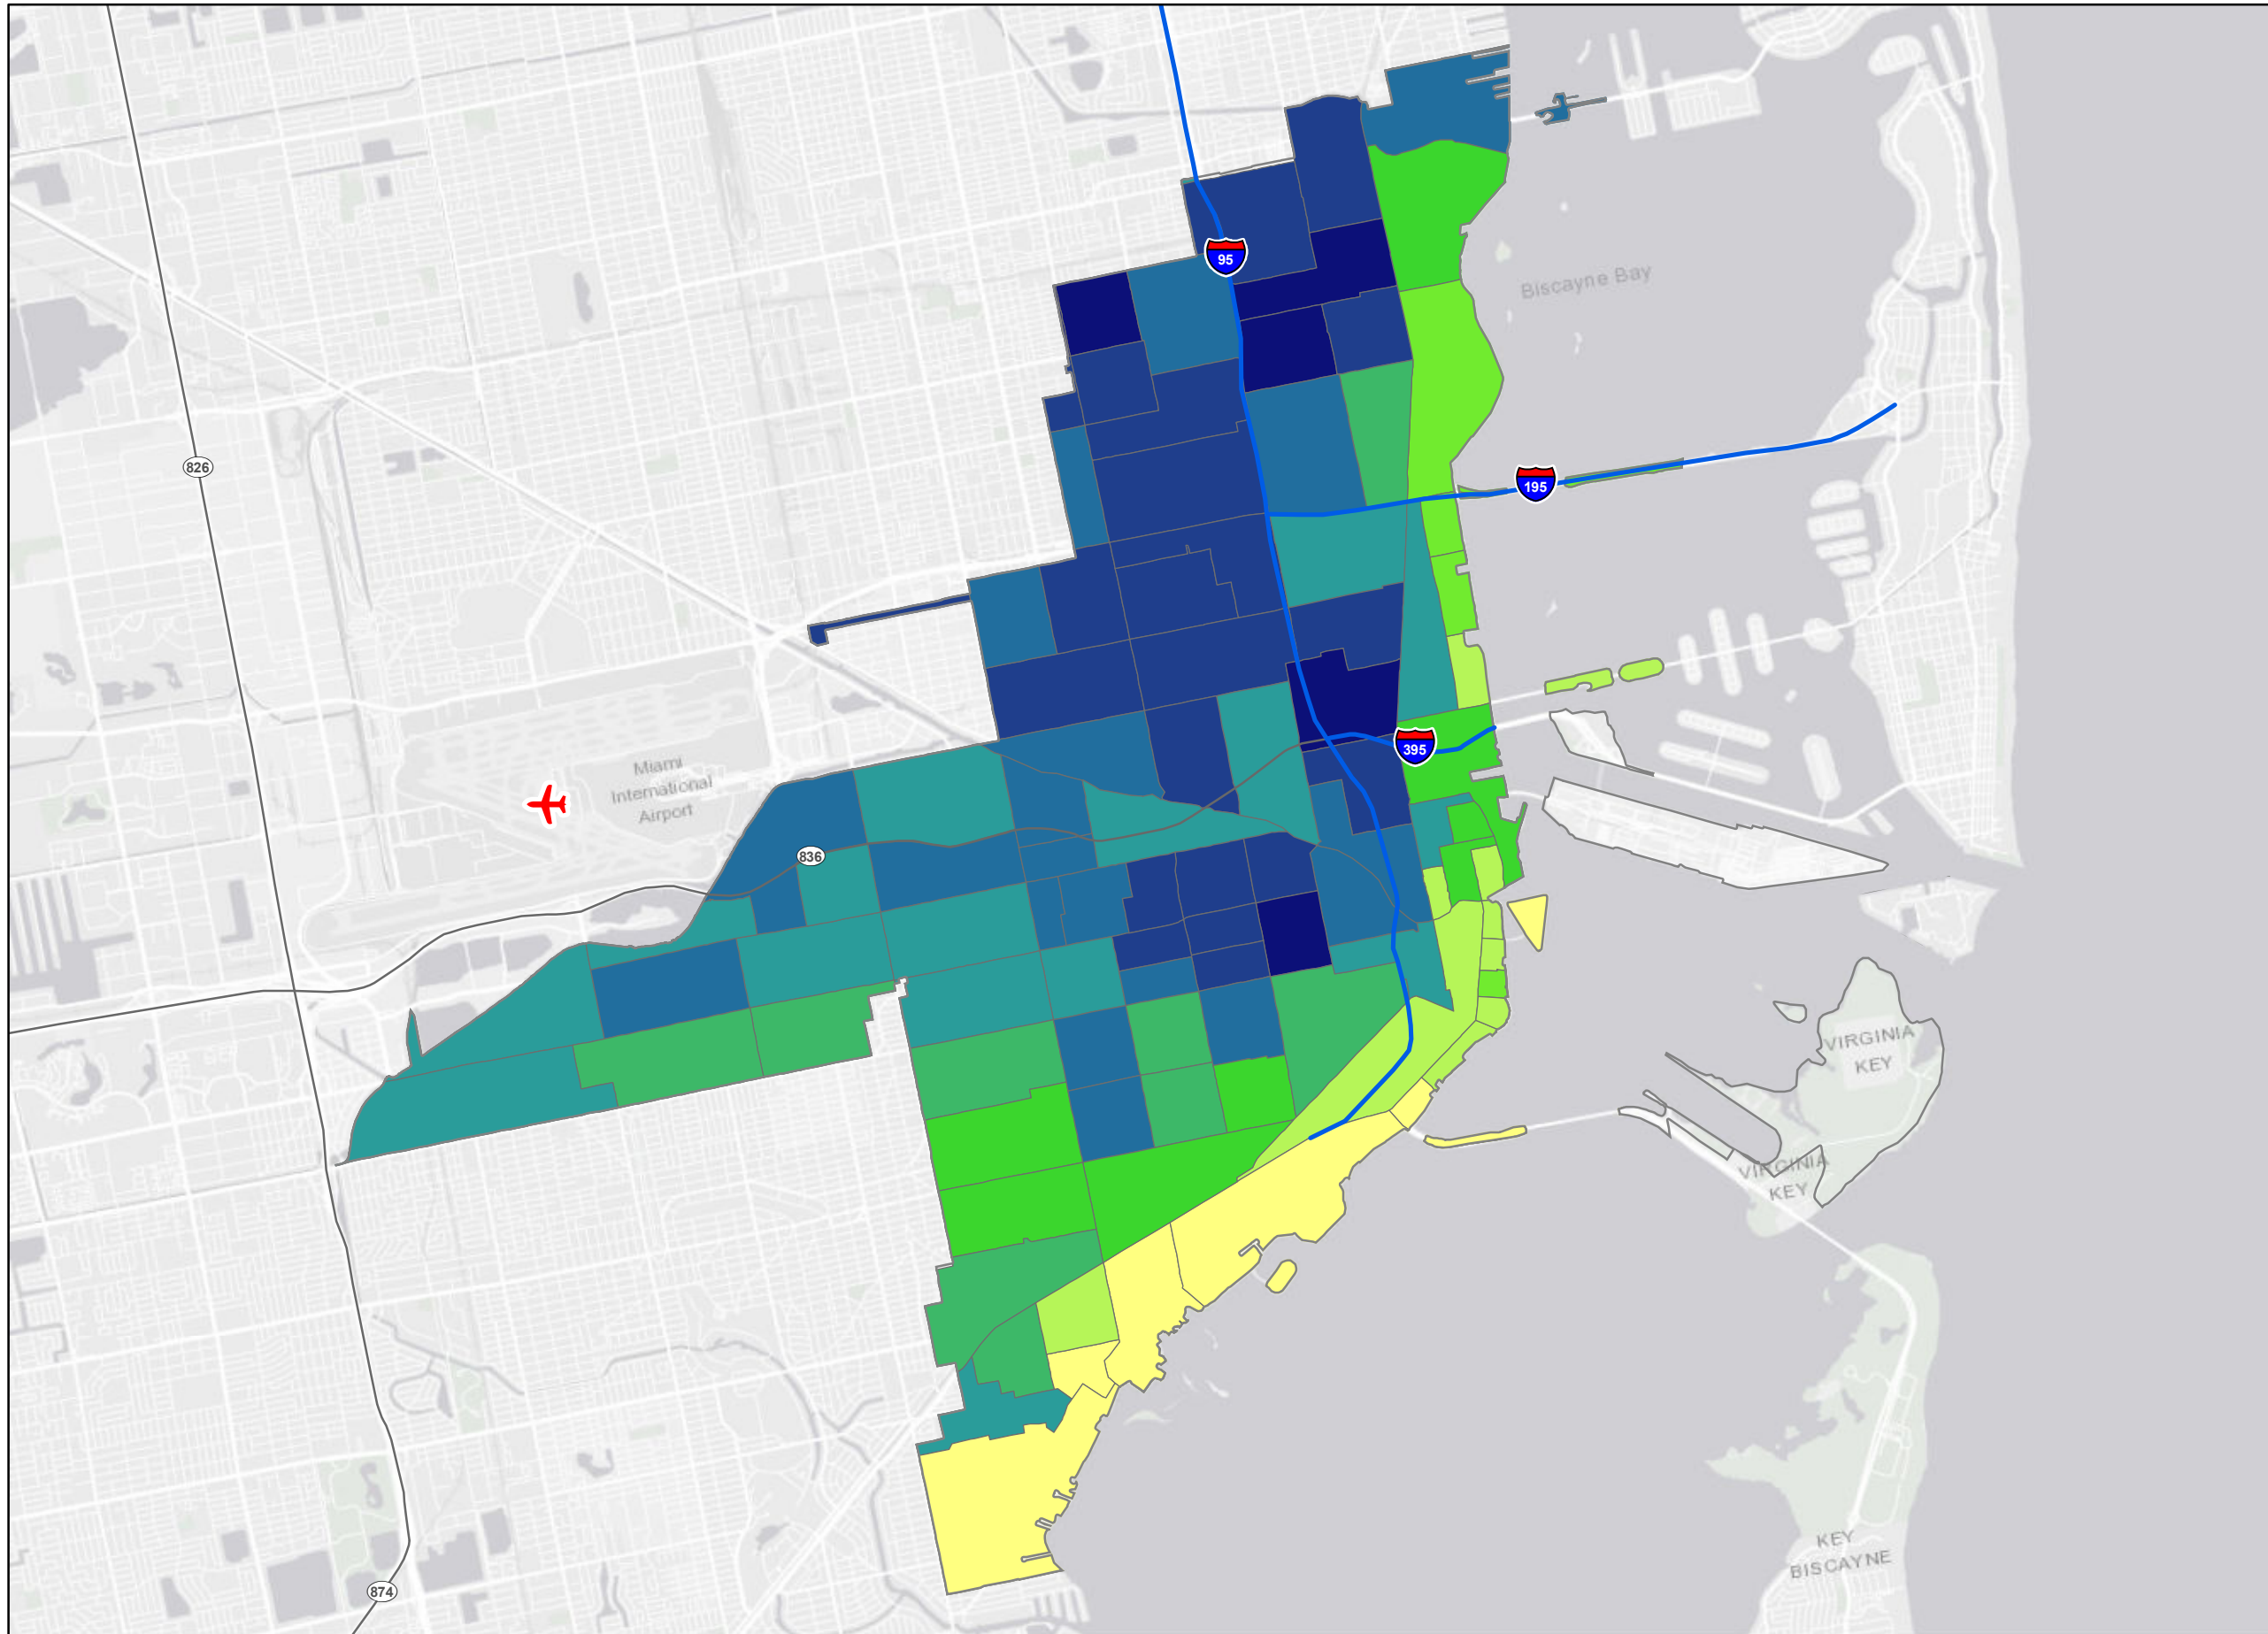 95
Biscayne Bay
826
195
395
Miami
International
Airport
836
VIRGINIA
KEY
VIRGINIA
KEY
KEY
BISCAYNE
874